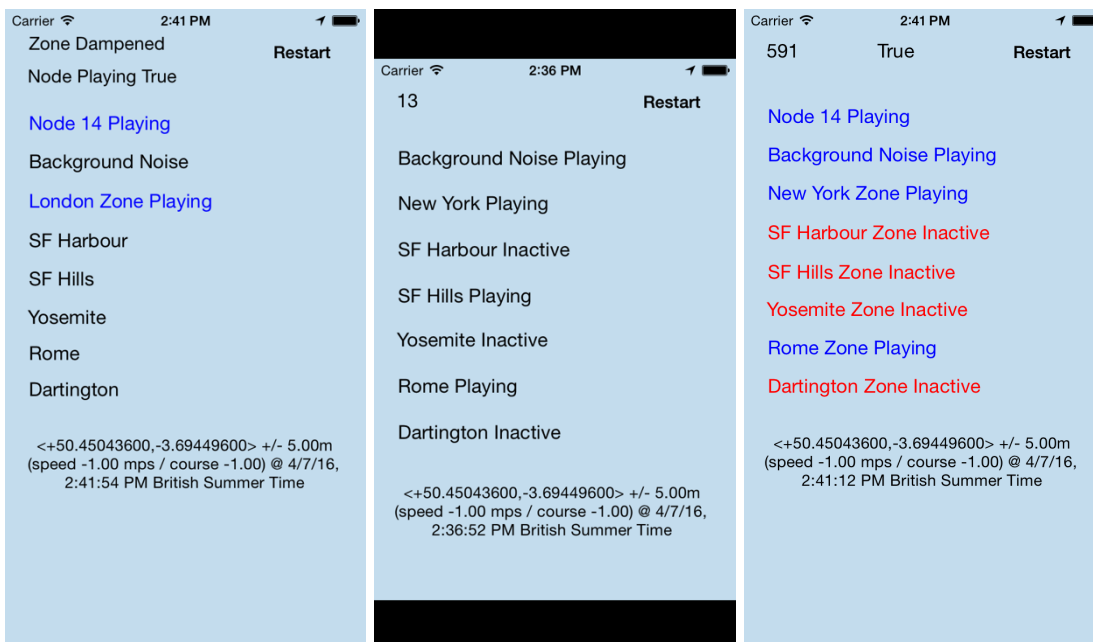 Carrier 2:41 PM
Zone Dampened
Restart
Node Playing True
Node 14 Playing
Background Noise
London Zone Playing
SF Harbour
SF Hills
Yosemite
Rome
Dartington
<+50.45043600,-3.69449600> +/- 5.00m
(speed -1.00 mps / course -1.00) @ 4/7/16,
2:41:54 PM British Summer Time
Carrier 2:36 PM
13 Restart
Background Noise Playing
New York Playing
SF Harbour Inactive
SF Hills Playing
Yosemite Inactive
Rome Playing
Dartington Inactive
<+50.45043600,-3.69449600> +/- 5.00m
(speed -1.00 mps / course -1.00) @ 4/7/16,
2:36:52 PM British Summer Time
Carrier 2:41 PM
591 True Restart
Node 14 Playing
Background Noise Playing
New York Zone Playing
SF Harbour Zone Inactive
SF Hills Zone Inactive
Yosemite Zone Inactive
Rome Zone Playing
Dartington Zone Inactive
<+50.45043600,-3.69449600> +/- 5.00m
(speed -1.00 mps / course -1.00) @ 4/7/16,
2:41:12 PM British Summer Time